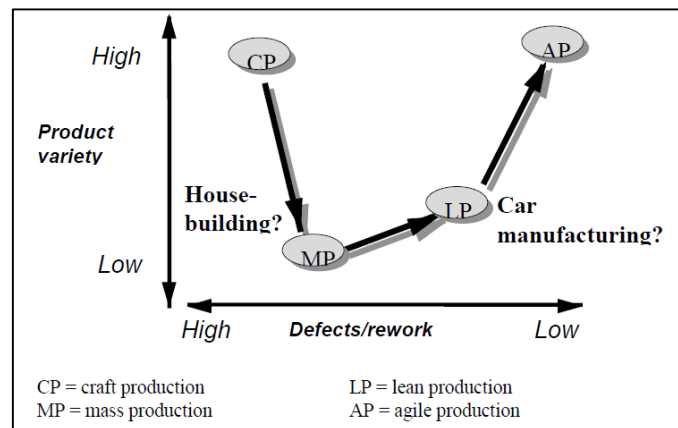 High
CP
AP
Product
variety
House-
building?
LP
Car
manufacturing?
MP
Low
High
Defects/rework
Low
CP = craft production
LP = lean production
MP = mass production
AP = agile production